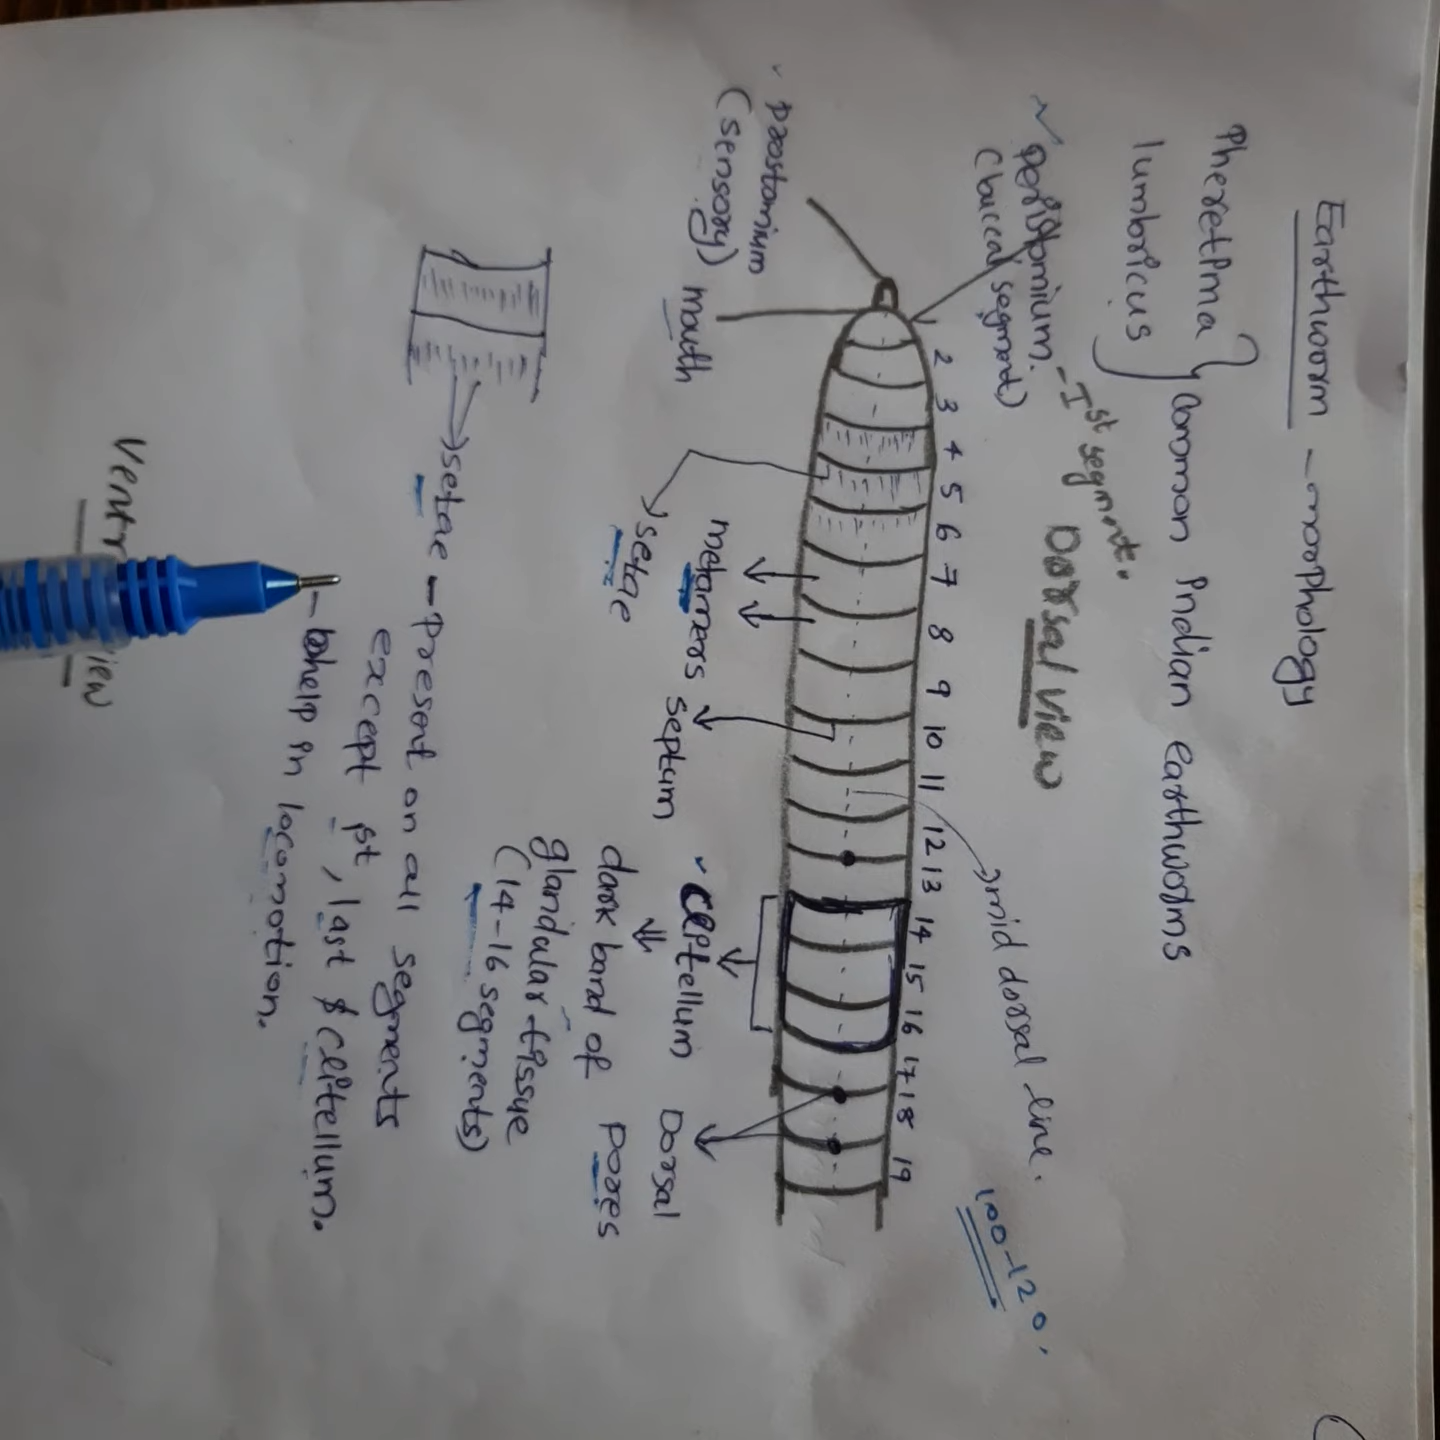 Earthworm - morphology
Pheretima
lumbricus
Common Indian earthworms
Peristomium. - Ist segment.
(buccal segment)
Dorsal view
mid dorsal line.
100-120.
2 3 4 5 6 7 8 9 10 11 12 13 14 15 16 17 18 19
Prostomium
(sensory)
mouth
setae
metamers
septum
Clitellum
dark band of
glandular tissue
(14-16 segments)
Dorsal
Pores
setae - Present on all segments
except Ist, last & clitellum.
- help in locomotion.